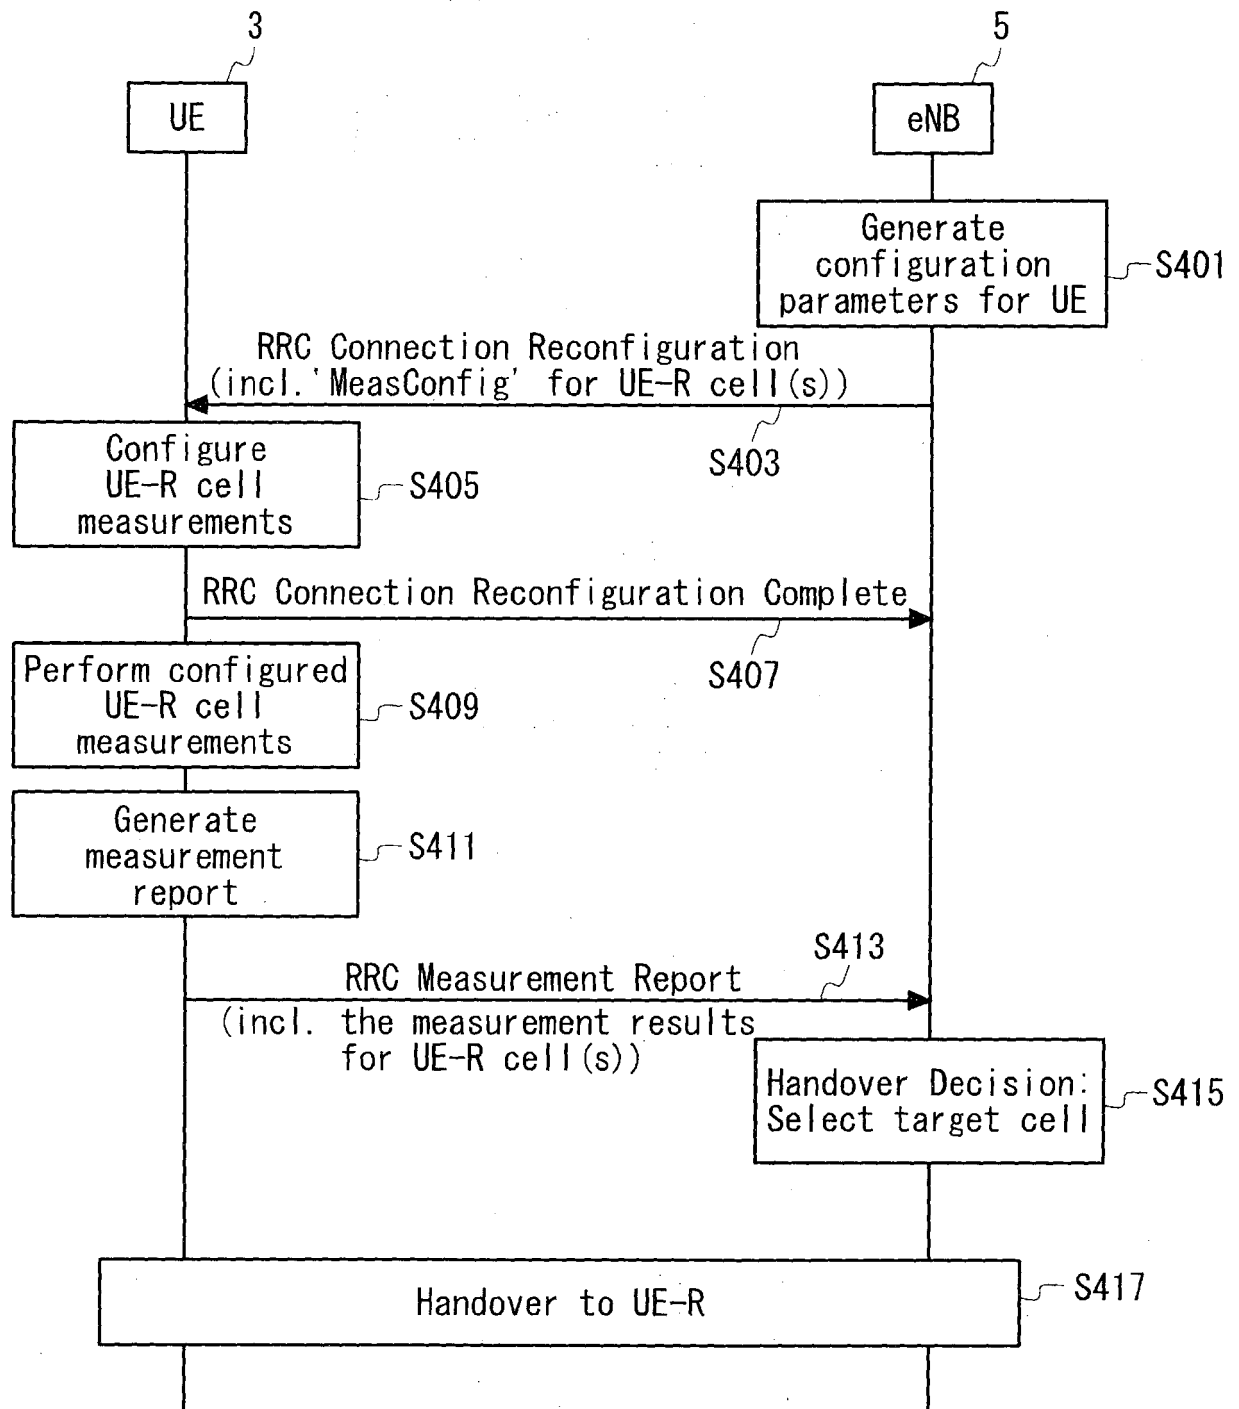 3
5
UE
eNB
Generate
configuration
parameters for UE
S401
RRC Connection Reconfiguration
(incl.'MeasConfig' for UE-R cell(s))
S403
Configure
UE-R cell
measurements
S405
RRC Connection Reconfiguration Complete
S407
Perform configured
UE-R cell
measurements
S409
Generate
measurement
report
S411
S413
RRC Measurement Report
(incl. the measurement results
for UE-R cell(s))
Handover Decision:
Select target cell
S415
Handover to UE-R
S417